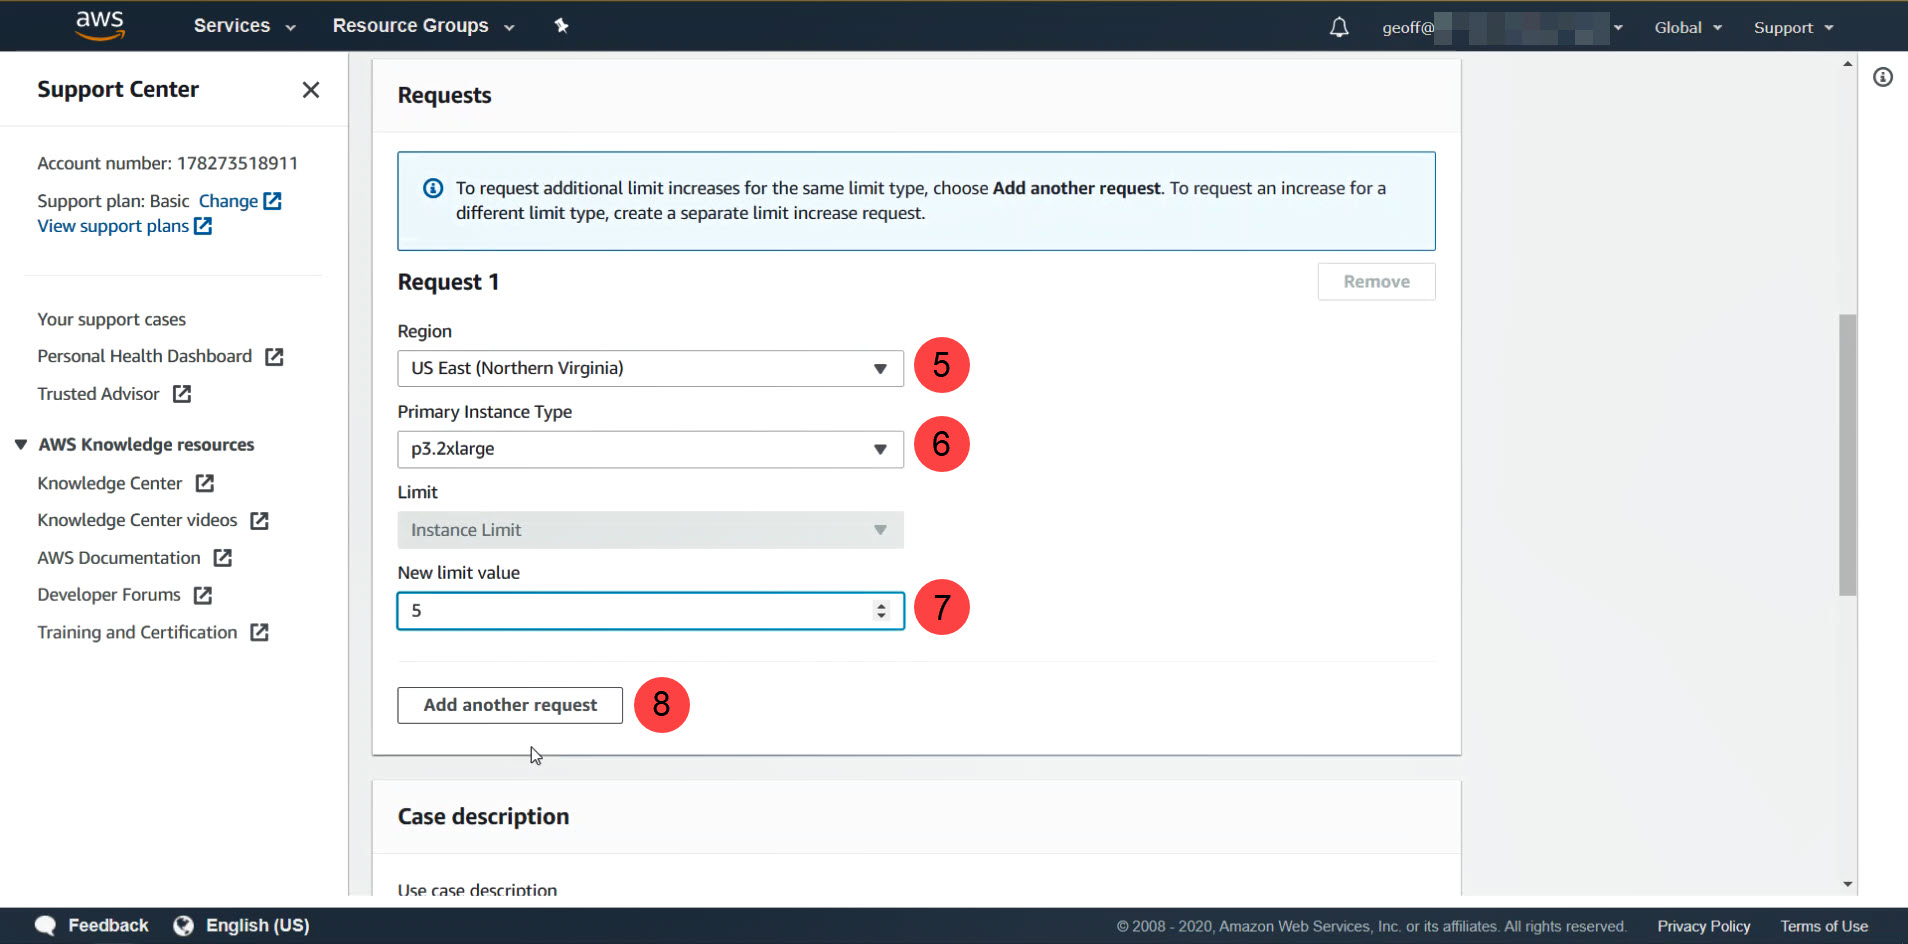 aws
Services
Resource Groups
geoff@
Global
Support
Support Center
Account number: 178273518911
Support plan: Basic Change
View support plans
Your support cases
Personal Health Dashboard
Trusted Advisor
AWS Knowledge resources
Knowledge Center
Knowledge Center videos
AWS Documentation
Developer Forums
Training and Certification
Requests
To request additional limit increases for the same limit type, choose Add another request. To request an increase for a
different limit type, create a separate limit increase request.
Request 1
Remove
Region
US East (Northern Virginia)
5
Primary Instance Type
p3.2xlarge
6
Limit
Instance Limit
New limit value
5
7
Add another request
8
Case description
Use case description
Feedback
English (US)
© 2008 - 2020, Amazon Web Services, Inc. or its affiliates. All rights reserved.
Privacy Policy
Terms of Use